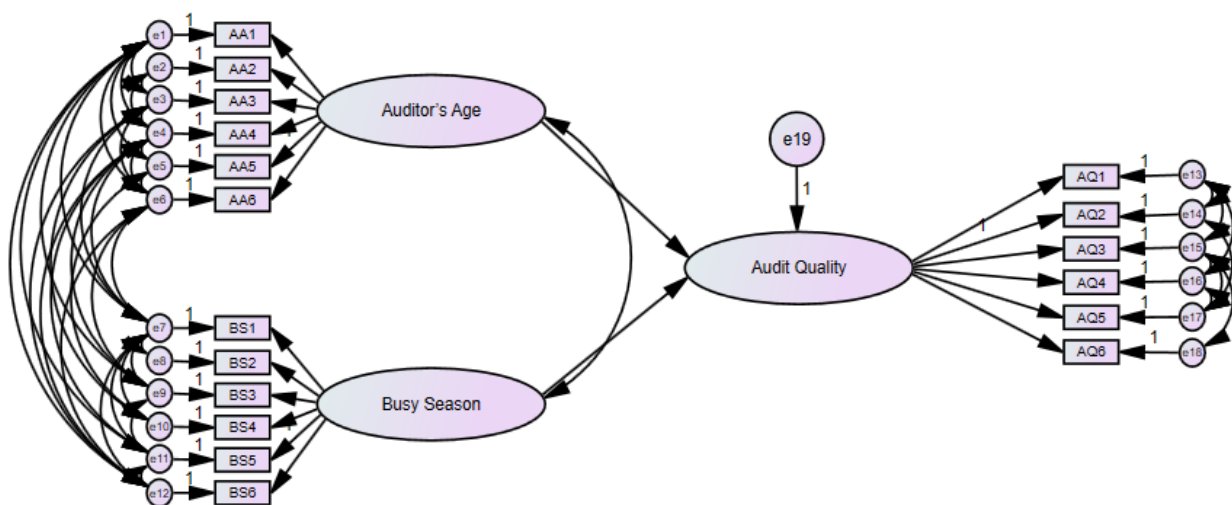 1
e1
AA1
1
e2
AA2
1
e3
AA3
1
e4
AA4
1
e5
AA5
1
e6
AA6
Auditor's Age
1
e7
BS1
1
e8
BS2
1
e9
BS3
1
e10
BS4
1
e11
BS5
1
e12
BS6
Busy Season
e19
1
Audit Quality
1
AQ1
1
e13
AQ2
1
e14
AQ3
1
e15
AQ4
1
e16
AQ5
1
e17
AQ6
1
e18